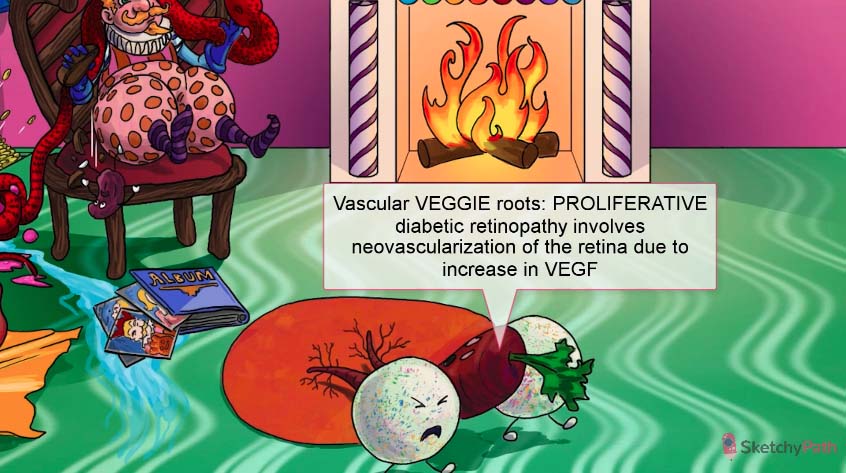 Vascular VEGGIE roots: PROLIFERATIVE
diabetic retinopathy involves
neovascularization of the retina due to
increase in VEGF
ALBUM
SketchyPath